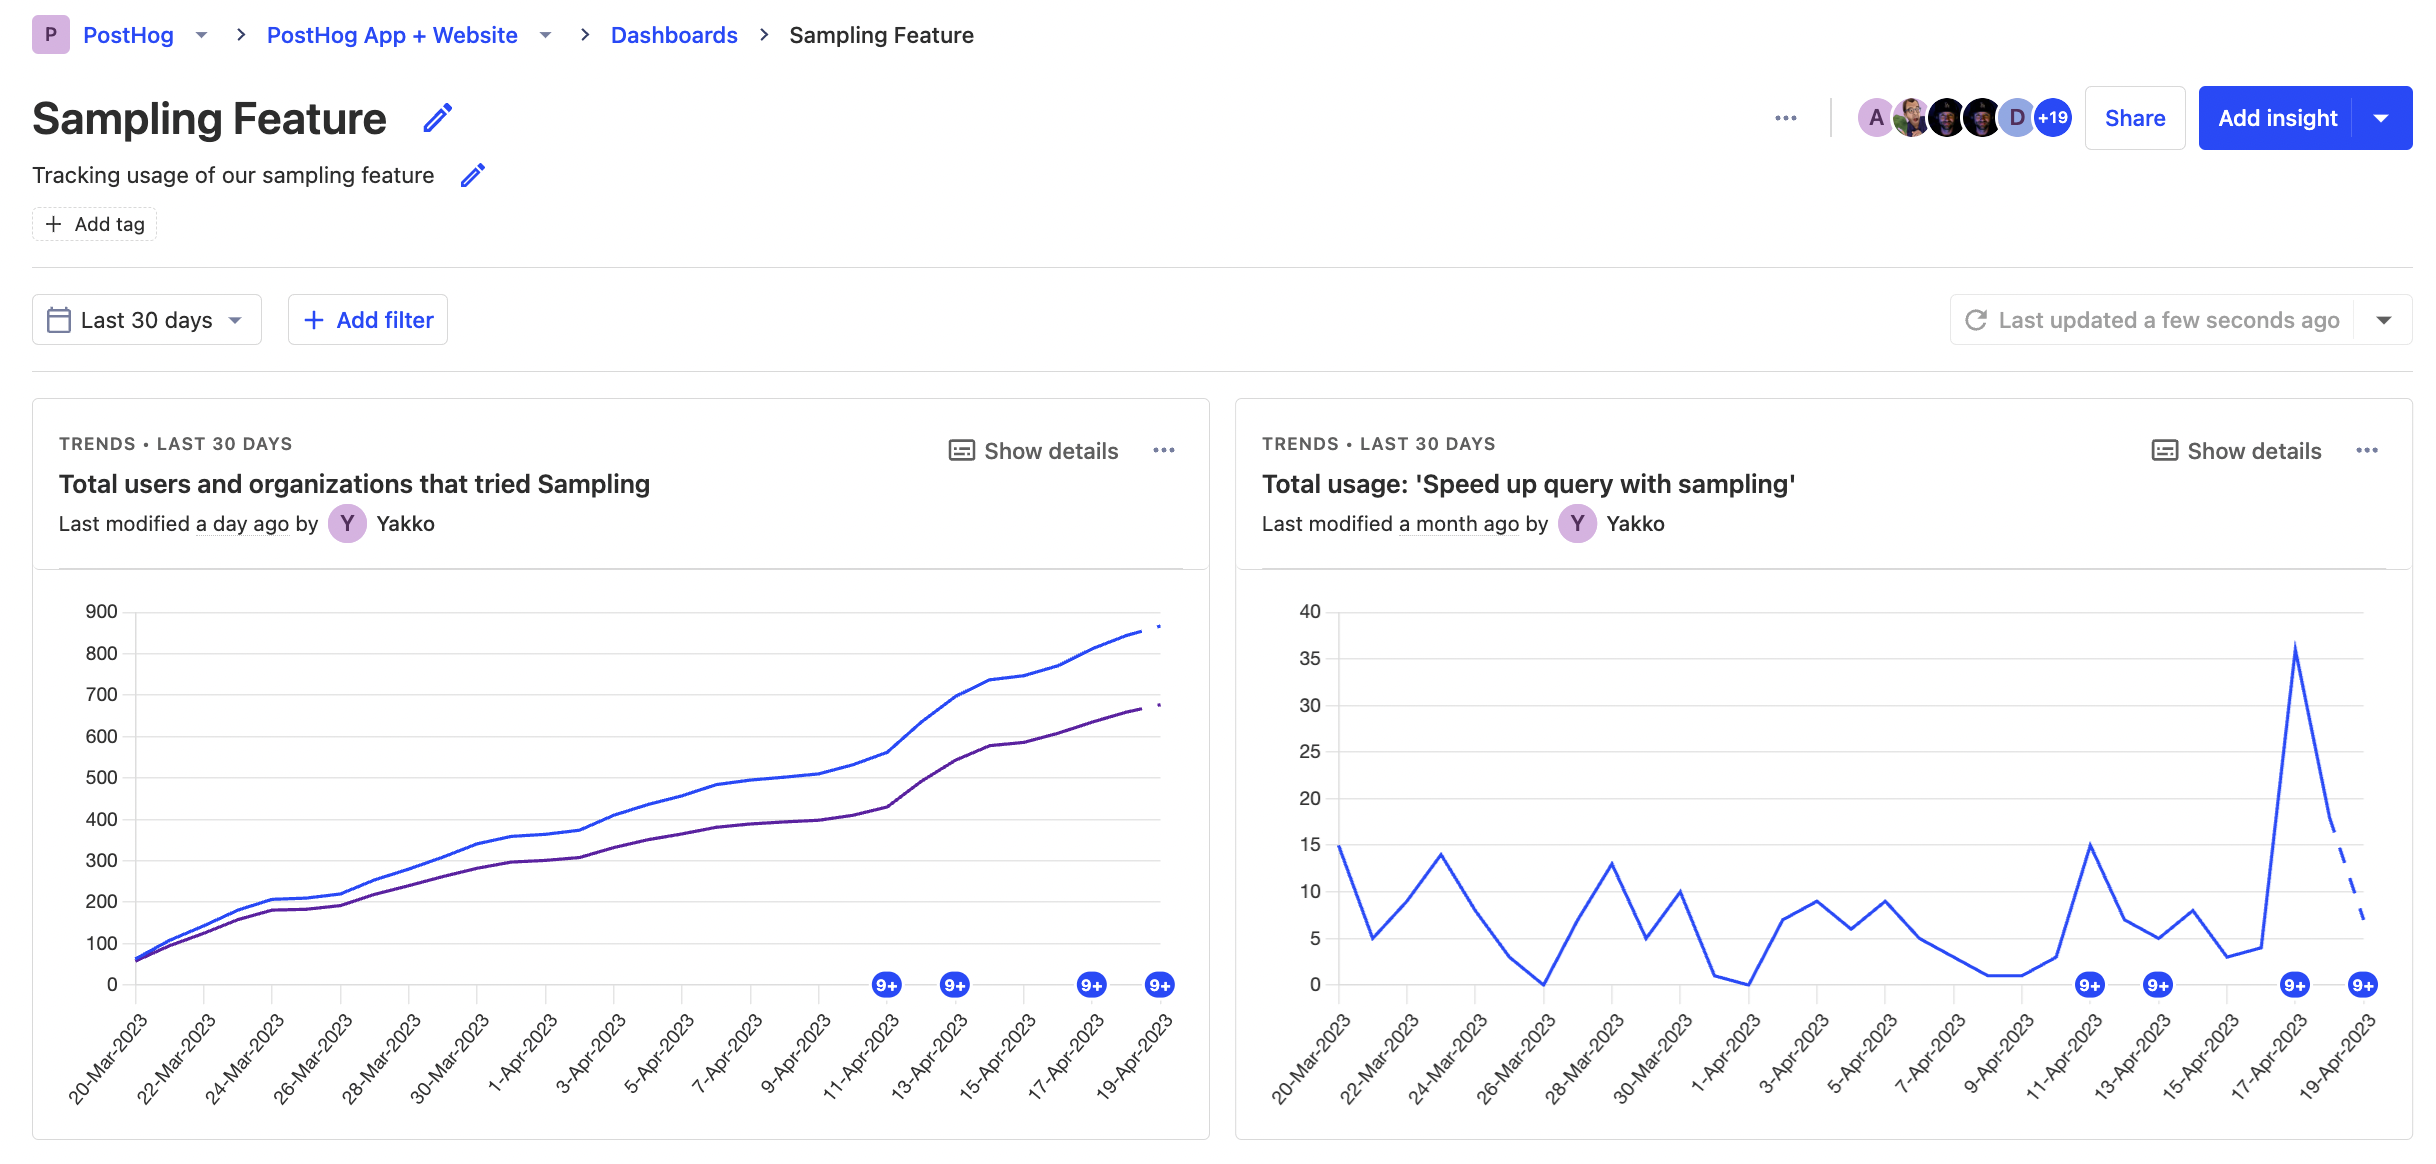 P PostHog > PostHog App + Website > Dashboards > Sampling Feature
Sampling Feature
A D +19 Share Add insight
Tracking usage of our sampling feature
+ Add tag
Last 30 days + Add filter Last updated a few seconds ago
TRENDS • LAST 30 DAYS
Show details
Total users and organizations that tried Sampling
Last modified a day ago by Y Yakko
900
800
700
600
500
400
300
200
100
0
9+ 9+ 9+ 9+
20-Mar-2023 22-Mar-2023 24-Mar-2023 26-Mar-2023 28-Mar-2023 30-Mar-2023 1-Apr-2023 3-Apr-2023 5-Apr-2023 7-Apr-2023 9-Apr-2023 11-Apr-2023 13-Apr-2023 15-Apr-2023 17-Apr-2023 19-Apr-2023
TRENDS • LAST 30 DAYS
Show details
Total usage: 'Speed up query with sampling'
Last modified a month ago by Y Yakko
40
35
30
25
20
15
10
5
0
9+ 9+ 9+ 9+
20-Mar-2023 22-Mar-2023 24-Mar-2023 26-Mar-2023 28-Mar-2023 30-Mar-2023 1-Apr-2023 3-Apr-2023 5-Apr-2023 7-Apr-2023 9-Apr-2023 11-Apr-2023 13-Apr-2023 15-Apr-2023 17-Apr-2023 19-Apr-2023